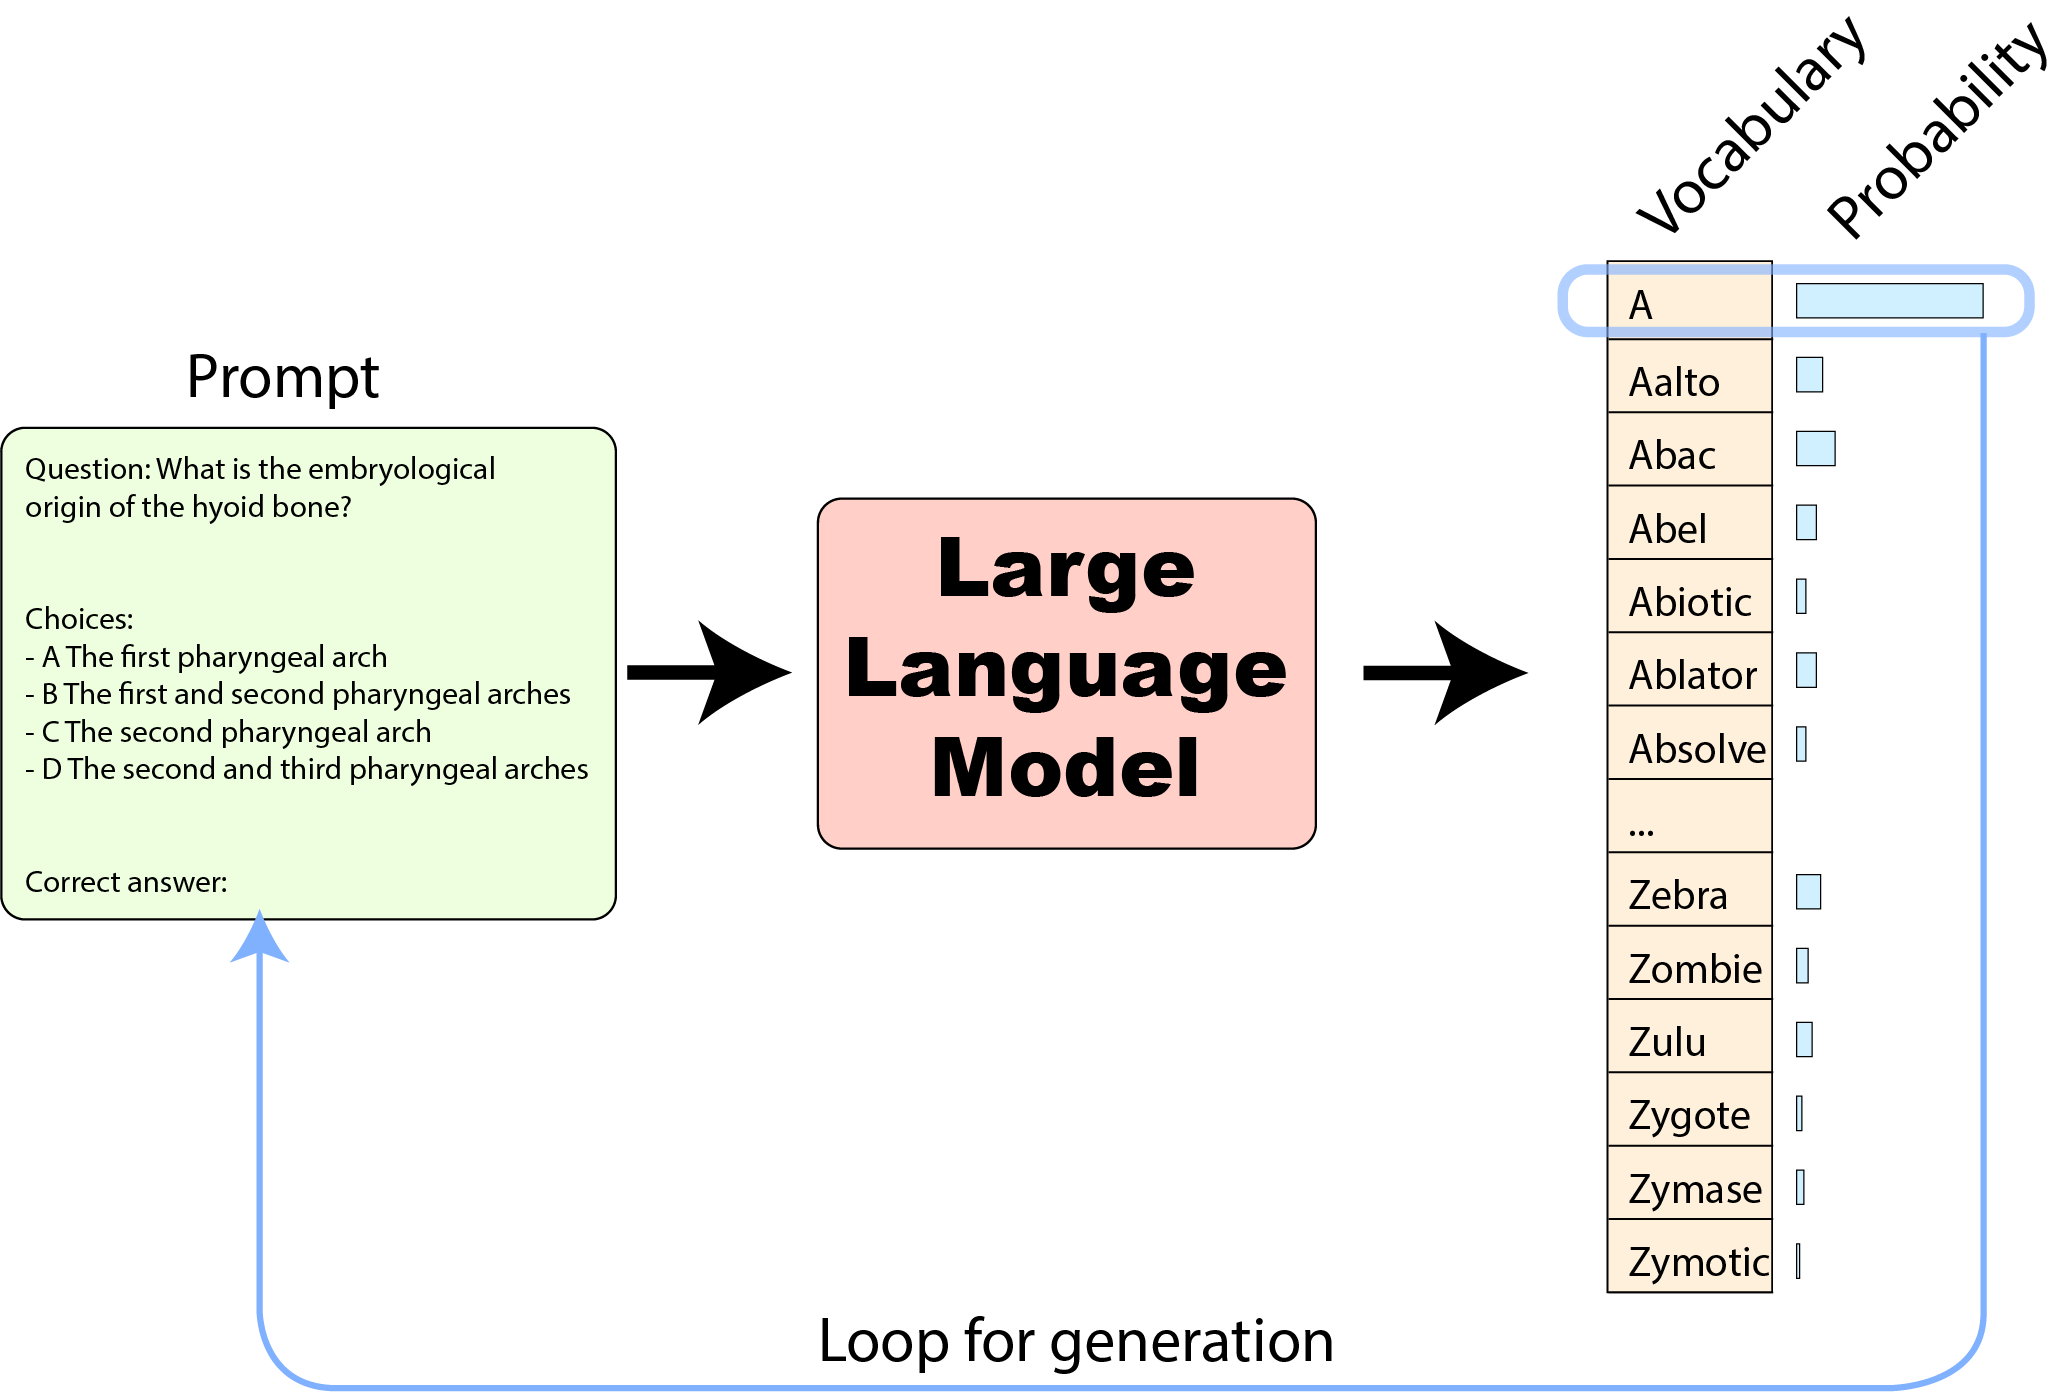 Prompt
Question: What is the embryological
origin of the hyoid bone?
Choices:
- A The first pharyngeal arch
- B The first and second pharyngeal arches
- C The second pharyngeal arch
- D The second and third pharyngeal arches
Correct answer:
Large
Language
Model
Vocabulary
Probability
A
Aalto
Abac
Abel
Abiotic
Ablator
Absolve
...
Zebra
Zombie
Zulu
Zygote
Zymase
Zymotic
Loop for generation